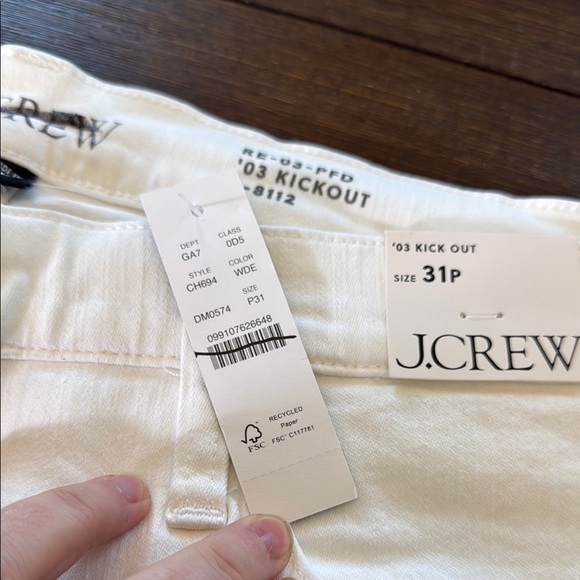 CREW
RE-03-PFD
'03 KICKOUT
-8112
DEPT CLASS
GA7 0D5
STYLE COLOR
CH694 WDE
SIZE
DM0574 P31
099107626648
RECYCLED
Paper
FSC® C117761
FSC
'03 KICK OUT
SIZE 31P
J.CREW